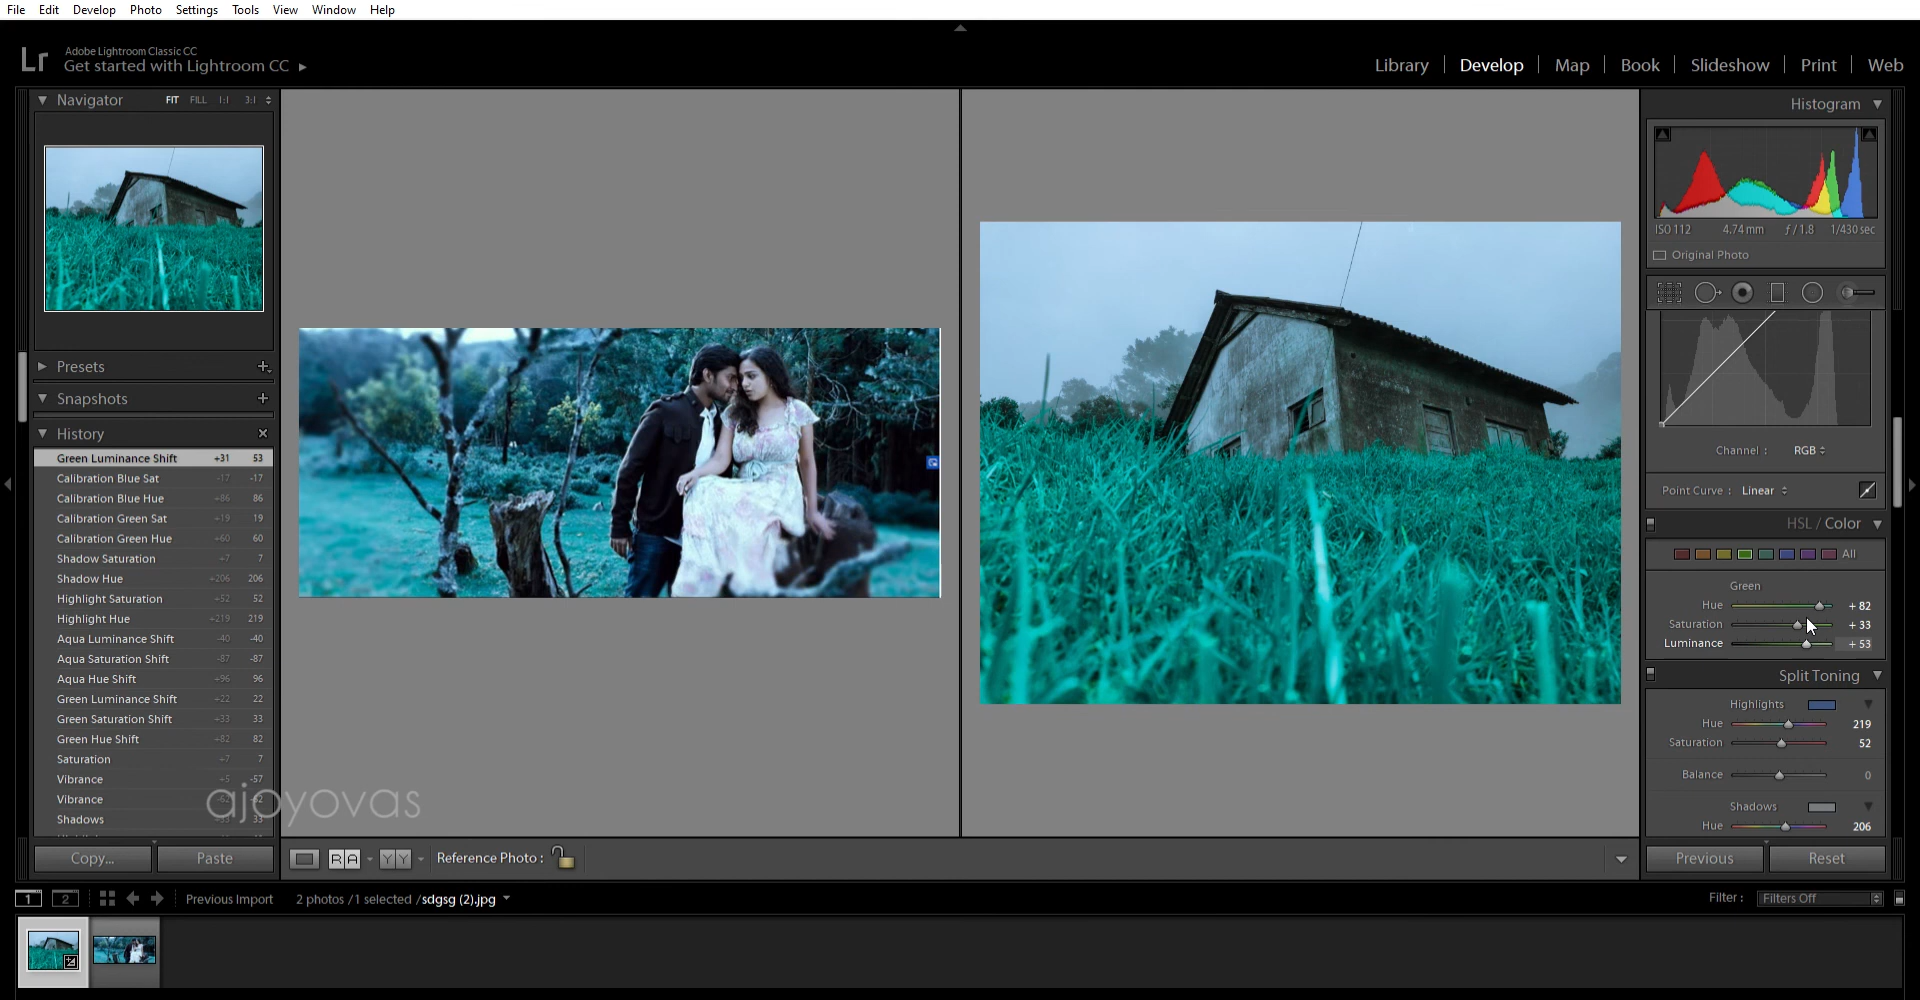 File Edit Develop Photo Settings Tools View Window Help
Lr
Adobe Lightroom Classic CC
Get started with Lightroom CC
Library Develop Map Book Slideshow Print Web
Navigator FIT FILL 1:1 3:1
Presets
Snapshots
History
Green Luminance Shift +31 53
Calibration Blue Sat -17 -17
Calibration Blue Hue +86 86
Calibration Green Sat +19 19
Calibration Green Hue +60 60
Shadow Saturation +7 7
Shadow Hue +206 206
Highlight Saturation +52 52
Highlight Hue +219 219
Aqua Luminance Shift -40 -40
Aqua Saturation Shift -87 -87
Aqua Hue Shift +96 96
Green Luminance Shift +22 22
Green Saturation Shift +33 33
Green Hue Shift +82 82
Saturation +7 7
Vibrance +5 -57
Vibrance
Shadows 33
ajoyovas
Copy... Paste
Histogram
ISO 112 4.74 mm ƒ / 1.8 1/430 sec
Original Photo
Channel : RGB
Point Curve : Linear
HSL / Color
All
Green
Hue + 82
Saturation + 33
Luminance + 53
Split Toning
Highlights
Hue 219
Saturation 52
Balance 0
Shadows
Hue 206
Previous Reset
R A Y Y Reference Photo :
1 2 Previous Import 2 photos / 1 selected / sdgsg (2).jpg Filter : Filters Off